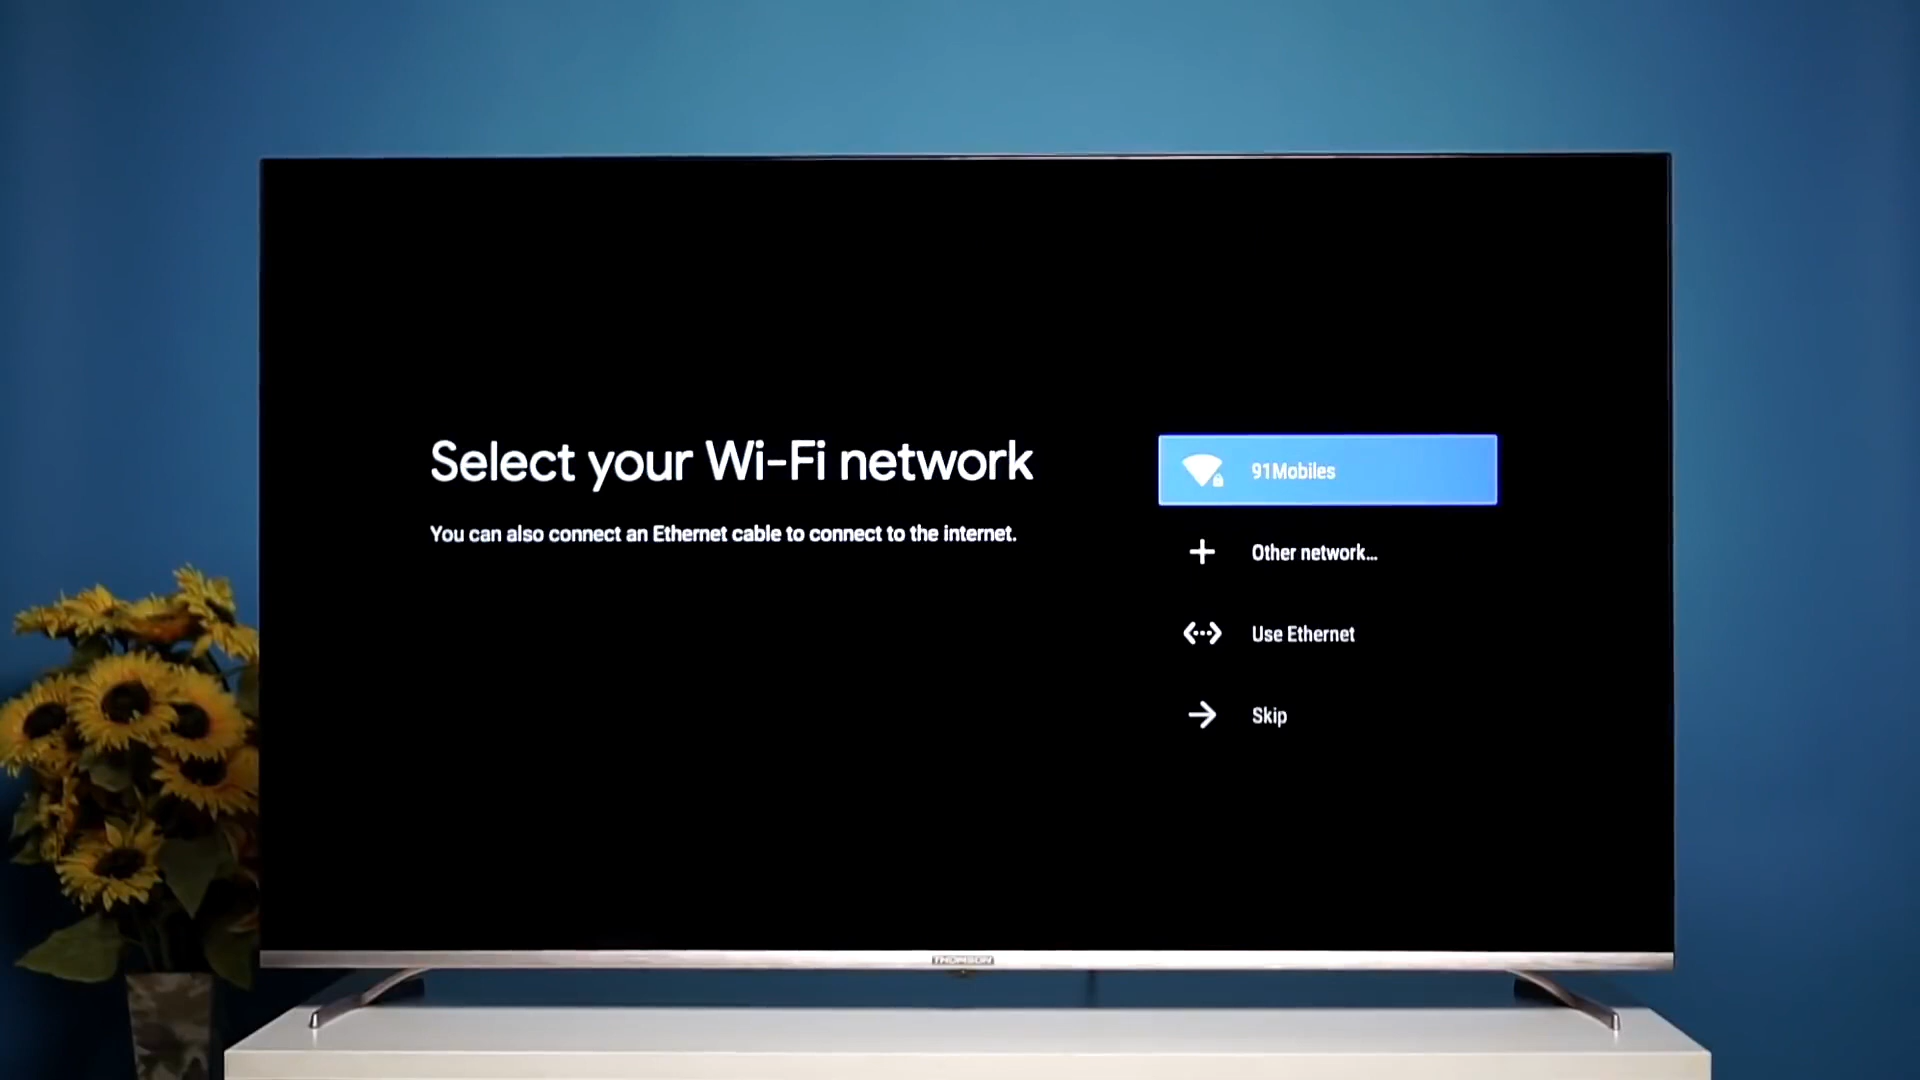 Select your Wi-Fi network
You can also connect an Ethernet cable to connect to the internet.
91Mobiles
Other network...
Use Ethernet
Skip
THOMSON